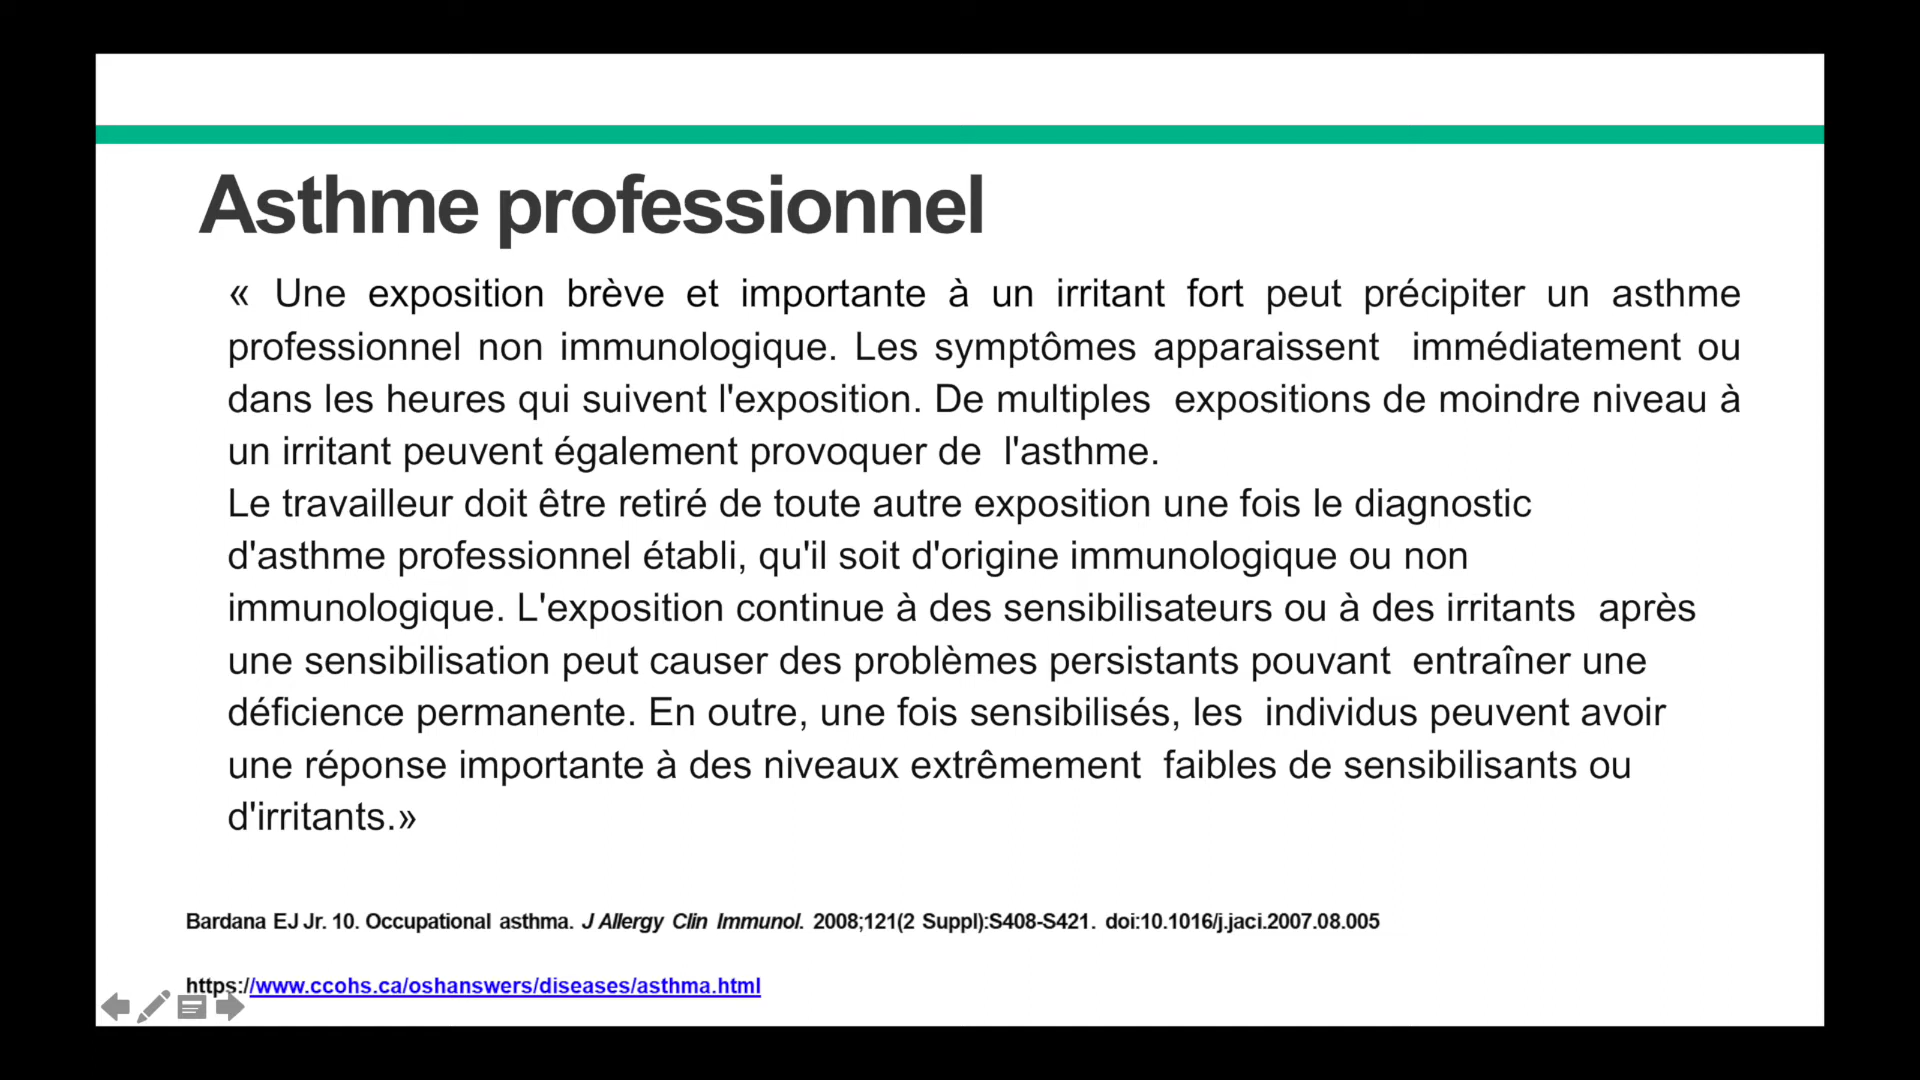 Asthme professionnel
« Une exposition brève et importante à un irritant fort peut précipiter un asthme
professionnel non immunologique. Les symptômes apparaissent immédiatement ou
dans les heures qui suivent l'exposition. De multiples expositions de moindre niveau à
un irritant peuvent également provoquer de l'asthme.
Le travailleur doit être retiré de toute autre exposition une fois le diagnostic
d'asthme professionnel établi, qu'il soit d'origine immunologique ou non
immunologique. L'exposition continue à des sensibilisateurs ou à des irritants après
une sensibilisation peut causer des problèmes persistants pouvant entraîner une
déficience permanente. En outre, une fois sensibilisés, les individus peuvent avoir
une réponse importante à des niveaux extrêmement faibles de sensibilisants ou
d'irritants.»
Bardana EJ Jr. 10. Occupational asthma. J Allergy Clin Immunol. 2008;121(2 Suppl):S408-S421. doi:10.1016/j.jaci.2007.08.005
https://www.ccohs.ca/oshanswers/diseases/asthma.html